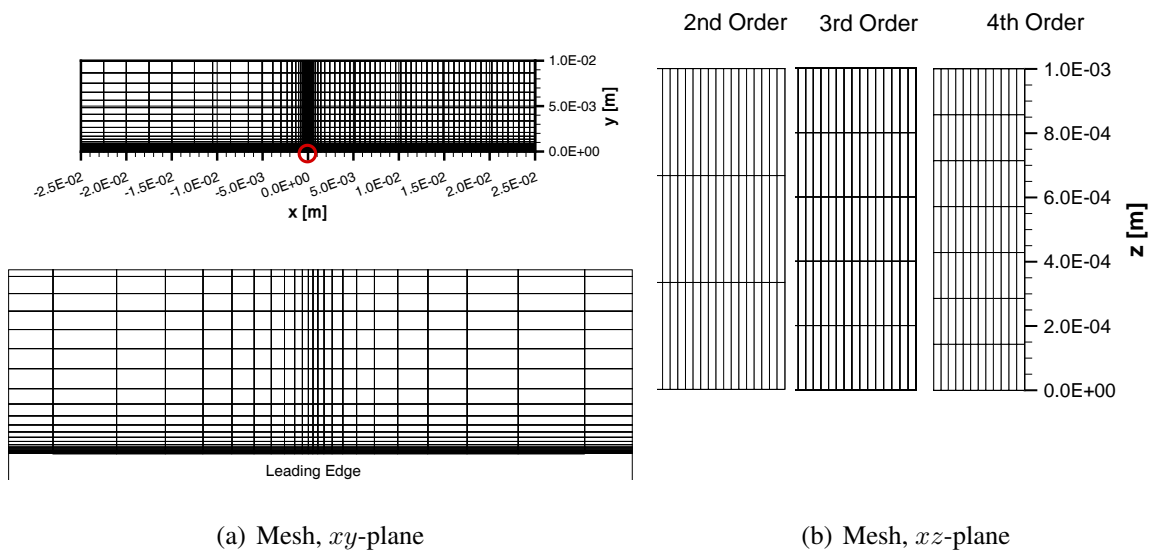 2nd Order
3rd Order
4th Order
1.0E-02
5.0E-03
0.0E+00
y [m]
-2.5E-02
-2.0E-02
-1.5E-02
-1.0E-02
-5.0E-03
0.0E+00
5.0E-03
1.0E-02
1.5E-02
2.0E-02
2.5E-02
x [m]
Leading Edge
1.0E-03
8.0E-04
6.0E-04
4.0E-04
2.0E-04
0.0E+00
z [m]
(a) Mesh, xy-plane
(b) Mesh, xz-plane